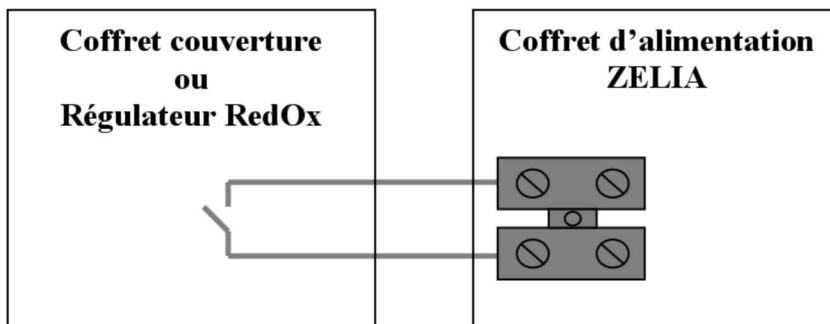 Coffret couverture
ou
Régulateur RedOx
Coffret d’alimentation
ZELIA